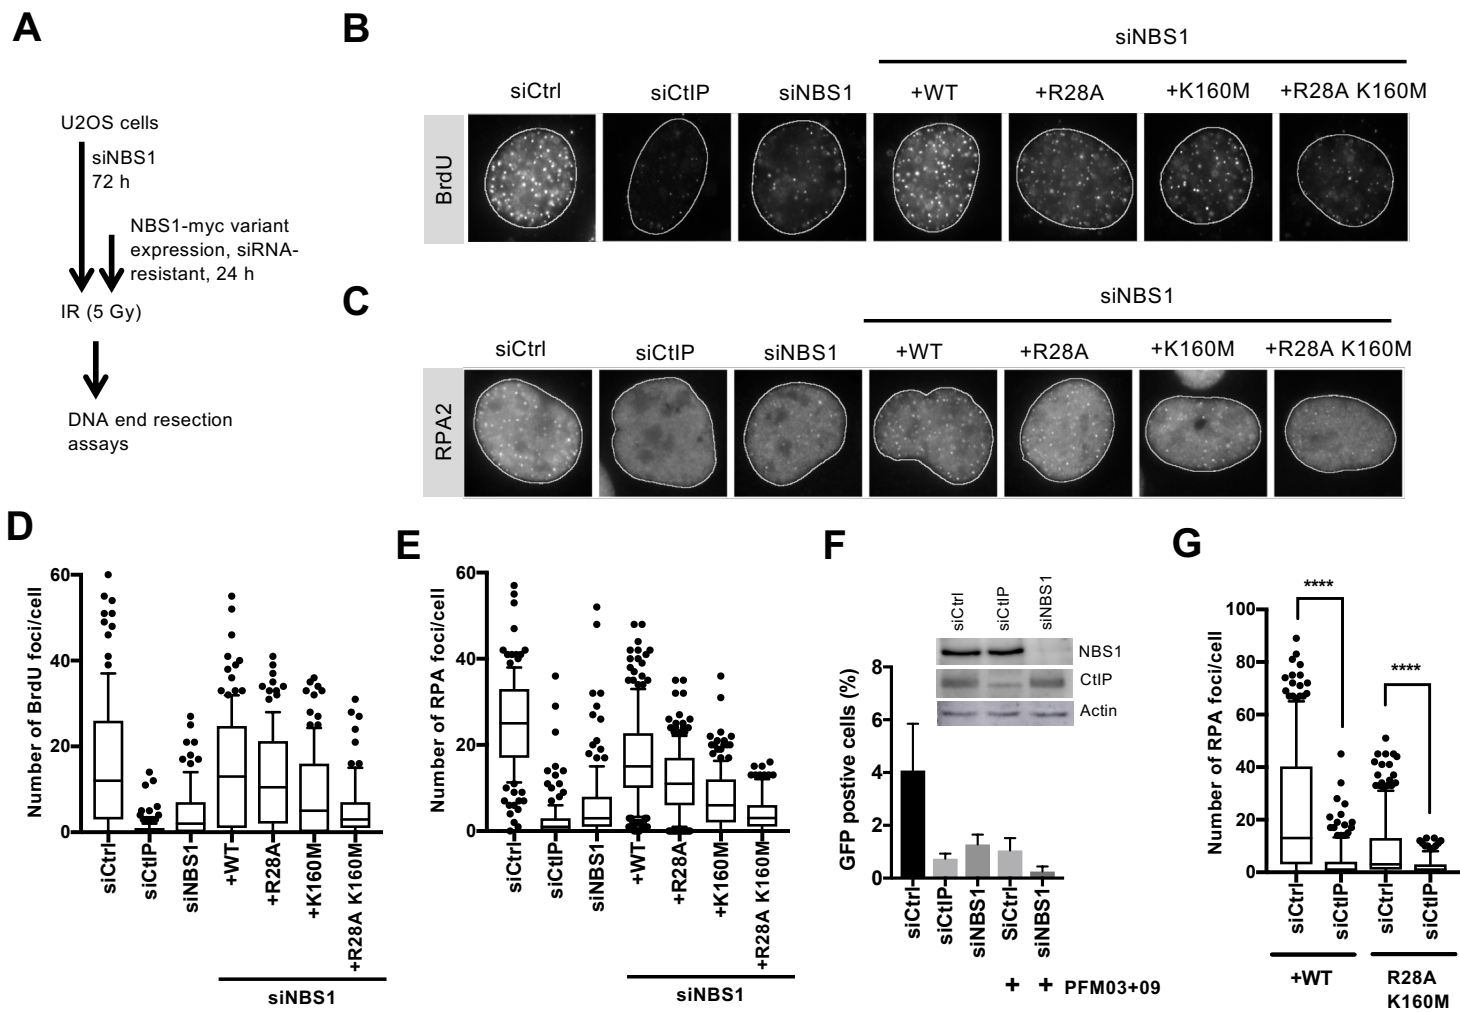 A
U2OS cells
siNBS1
72 h
NBS1-myc variant
expression, siRNA-
resistant, 24 h
IR (5 Gy)
DNA end resection
assays
B
siNBS1
siCtrl siCtIP siNBS1 +WT +R28A +K160M +R28A K160M
BrdU
C
siNBS1
siCtrl siCtIP siNBS1 +WT +R28A +K160M +R28A K160M
RPA2
D
Number of BrdU foci/cell
60
40
20
0
siCtrl siCtIP siNBS1 +WT +R28A +K160M +R28A K160M
siNBS1
E
Number of RPA foci/cell
60
40
20
0
siCtrl siCtIP siNBS1 +WT +R28A +K160M +R28A K160M
siNBS1
F
siCtrl siCtIP siNBS1
NBS1
CtIP
Actin
GFP postive cells (%)
8
6
4
2
0
siCtrl siCtIP siNBS1 SiCtrl siNBS1
+ + PFM03+09
G
Number of RPA foci/cell
100
80
60
40
20
0
****
****
siCtrl siCtIP siCtrl siCtIP
+WT R28A
K160M